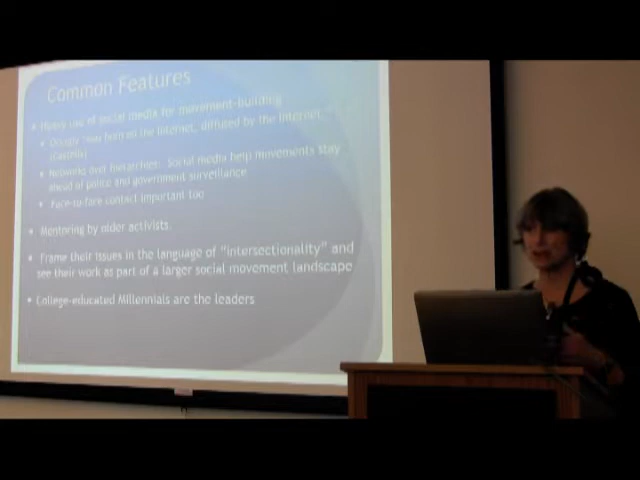 Common Features
Heavy use of social media for movement-building
Occupy "was born on the Internet, diffused by the Internet."
(Castells)
Networks over hierarchies: Social media help movements stay
ahead of police and government surveillance
Face-to-face contact important too
Mentoring by older activists.
Frame their issues in the language of "intersectionality" and
see their work as part of a larger social movement landscape
College-educated Millennials are the leaders